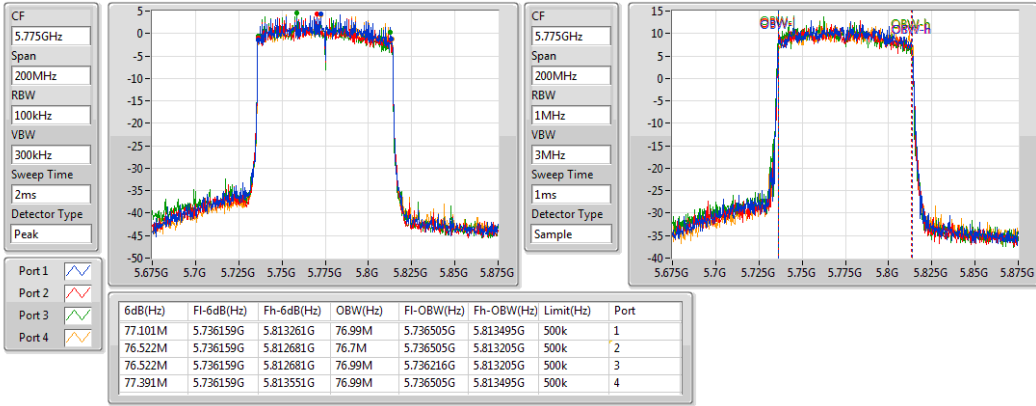 CF
5.775GHz
Span
200MHz
RBW
100kHz
VBW
300kHz
Sweep Time
2ms
Detector Type
Peak
5
0
-5
-10
-15
-20
-25
-30
-35
-40
-45
-50
5.675G 5.7G 5.725G 5.75G 5.775G 5.8G 5.825G 5.85G 5.875G
CF
5.775GHz
Span
200MHz
RBW
1MHz
VBW
3MHz
Sweep Time
1ms
Detector Type
Sample
OBW-l OBW-h
OBW-h
15
10
5
0
-5
-10
-15
-20
-25
-30
-35
-40
5.675G 5.7G 5.725G 5.75G 5.775G 5.8G 5.825G 5.85G 5.875G
Port 1
Port 2
Port 3
Port 4
6dB(Hz) Fl-6dB(Hz) Fh-6dB(Hz) OBW(Hz) Fl-OBW(Hz) Fh-OBW(Hz) Limit(Hz) Port
77.101M 5.736159G 5.813261G 76.99M 5.736505G 5.813495G 500k 1
76.522M 5.736159G 5.812681G 76.7M 5.736505G 5.813205G 500k 2
76.522M 5.736159G 5.812681G 76.99M 5.736216G 5.813205G 500k 3
77.391M 5.736159G 5.813551G 76.99M 5.736505G 5.813495G 500k 4